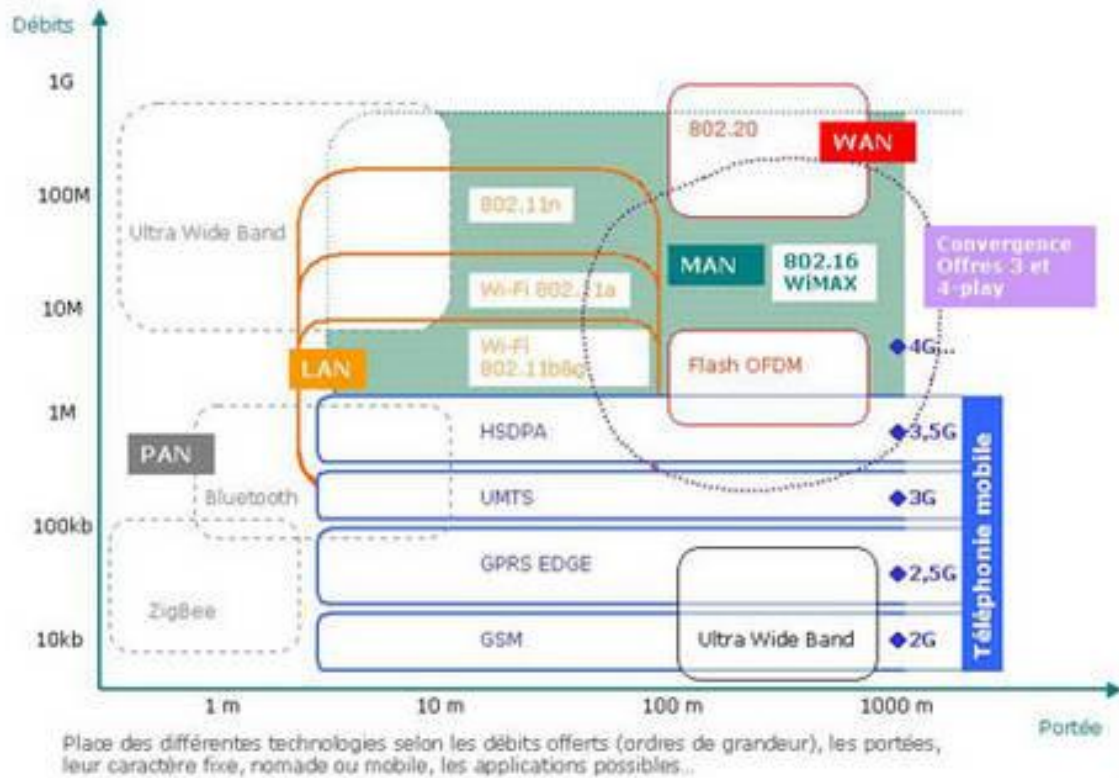 Débits
1G
802.20
WAN
100M
802.11n
Ultra Wide Band
MAN
802.16
WiMAX
Convergence
Offres 3 et
4-play
Wi-Fi 802.11a
10M
4G...
Wi-Fi
802.11b&g
Flash OFDM
LAN
1M
HSDPA
3,5G
PAN
Bluetooth
UMTS
3G
100kb
GPRS EDGE
2,5G
ZigBee
10kb
GSM
Ultra Wide Band
2G
Téléphonie mobile
1 m
10 m
100 m
1000 m
Portée
Place des différentes technologies selon les débits offerts (ordres de grandeur), les portées,
leur caractère fixe, nomade ou mobile, les applications possibles...